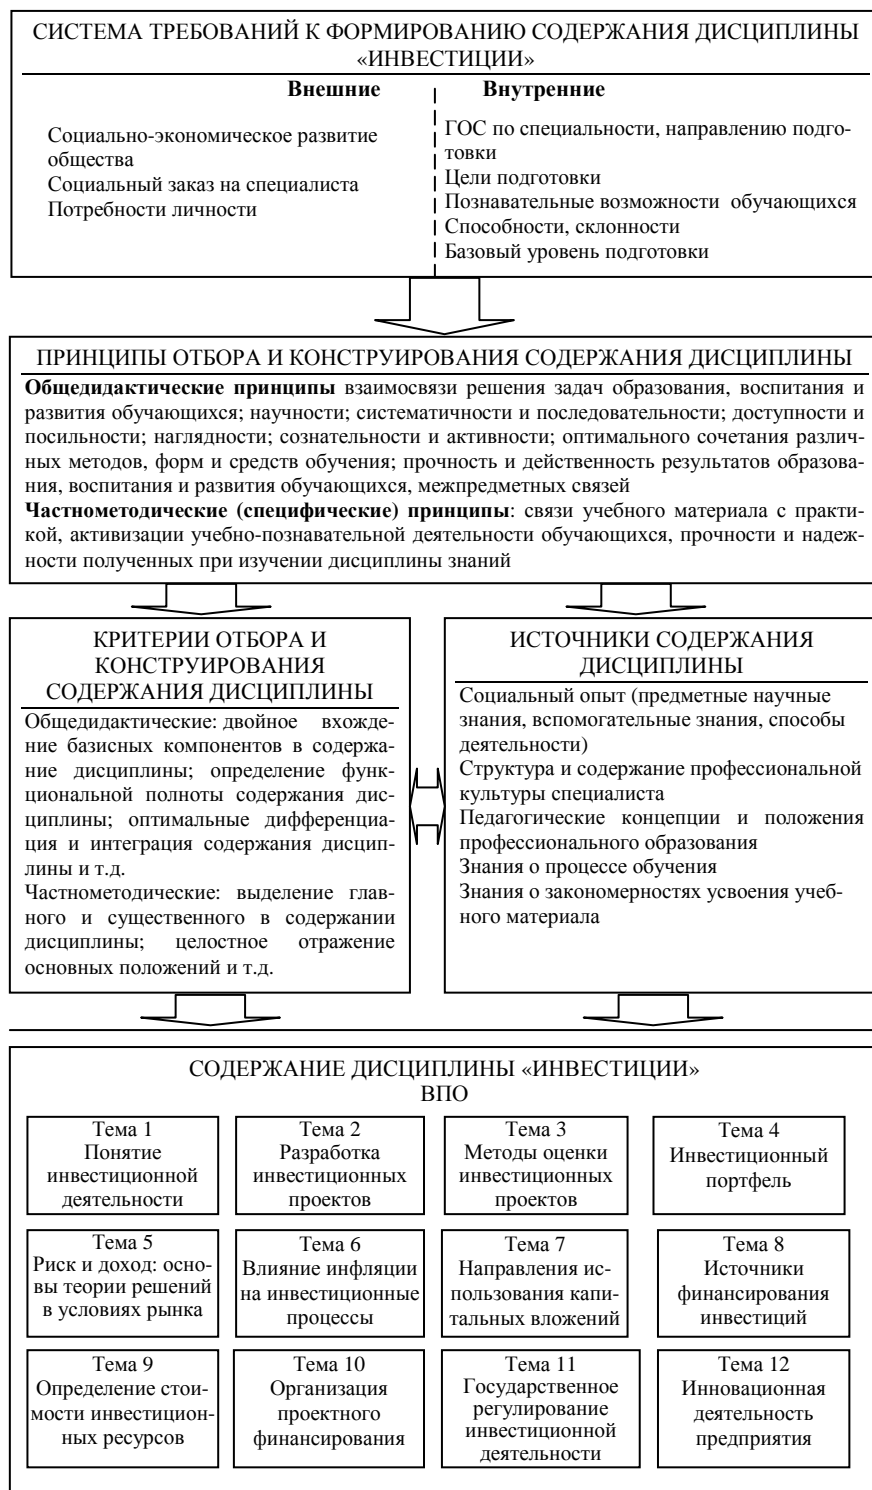 СИСТЕМА ТРЕБОВАНИЙ К ФОРМИРОВАНИЮ СОДЕРЖАНИЯ ДИСЦИПЛИНЫ
«ИНВЕСТИЦИИ»
Внешние
Социально-экономическое развитие
общества
Социальный заказ на специалиста
Потребности личности
Внутренние
ГОС по специальности, направлению подго-
товки
Цели подготовки
Познавательные возможности обучающихся
Способности, склонности
Базовый уровень подготовки
ПРИНЦИПЫ ОТБОРА И КОНСТРУИРОВАНИЯ СОДЕРЖАНИЯ ДИСЦИПЛИНЫ
Общедидактические принципы взаимосвязи решения задач образования, воспитания и
развития обучающихся; научности; систематичности и последовательности; доступности и
посильности; наглядности; сознательности и активности; оптимального сочетания различ-
ных методов, форм и средств обучения; прочность и действенность результатов образова-
ния, воспитания и развития обучающихся, межпредметных связей
Частнометодические (специфические) принципы: связи учебного материала с практи-
кой, активизации учебно-познавательной деятельности обучающихся, прочности и надеж-
ности полученных при изучении дисциплины знаний
КРИТЕРИИ ОТБОРА И
КОНСТРУИРОВАНИЯ
СОДЕРЖАНИЯ ДИСЦИПЛИНЫ
Общедидактические: двойное вхожде-
ние базисных компонентов в содержа-
ние дисциплины; определение функ-
циональной полноты содержания дис-
циплины; оптимальные дифференциа-
ция и интеграция содержания дисцип-
лины и т.д.
Частнометодические: выделение глав-
ного и существенного в содержании
дисциплины; целостное отражение
основных положений и т.д.
ИСТОЧНИКИ СОДЕРЖАНИЯ
ДИСЦИПЛИНЫ
Социальный опыт (предметные научные
знания, вспомогательные знания, способы
деятельности)
Структура и содержание профессиональной
культуры специалиста
Педагогические концепции и положения
профессионального образования
Знания о процессе обучения
Знания о закономерностях усвоения учеб-
ного материала
СОДЕРЖАНИЕ ДИСЦИПЛИНЫ «ИНВЕСТИЦИИ»
ВПО
Тема 1
Понятие
инвестиционной
деятельности
Тема 2
Разработка
инвестиционных
проектов
Тема 3
Методы оценки
инвестиционных
проектов
Тема 4
Инвестиционный
портфель
Тема 5
Риск и доход: осно-
вы теории решений
в условиях рынка
Тема 6
Влияние инфляции
на инвестиционные
процессы
Тема 7
Направления ис-
пользования капи-
тальных вложений
Тема 8
Источники
финансирования
инвестиций
Тема 9
Определение стои-
мости инвестицион-
ных ресурсов
Тема 10
Организация
проектного
финансирования
Тема 11
Государственное
регулирование
инвестиционной
деятельности
Тема 12
Инновационная
деятельность
предприятия